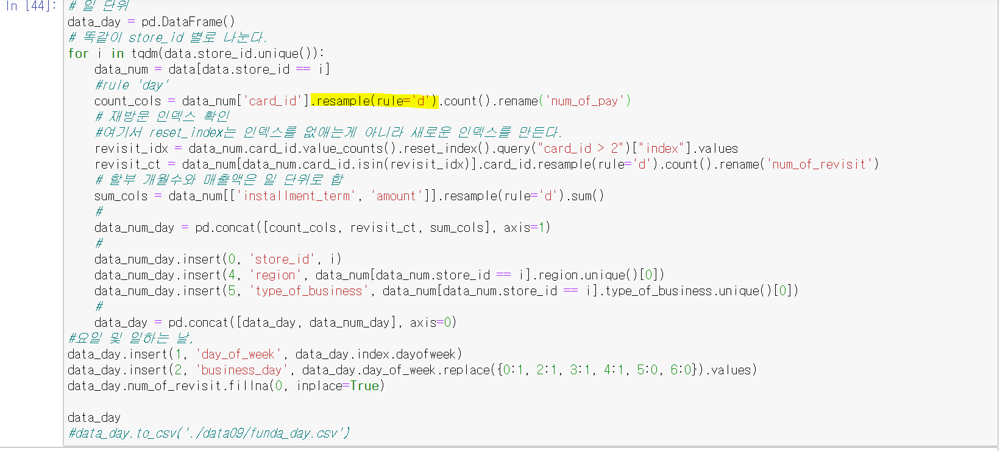 In [44]:
# 일 단위
data_day = pd.DataFrame()
# 똑같이 store_id 별로 나눈다.
for i in tqdm(data.store_id.unique()):
    data_num = data[data.store_id == i]
    #rule 'day'
    count_cols = data_num['card_id'].resample(rule='d').count().rename('num_of_pay')
    # 재방문 인덱스 확인
    #여기서 reset_index는 인덱스를 없애는게 아니라 새로운 인덱스를 만든다.
    revisit_idx = data_num.card_id.value_counts().reset_index().query("card_id > 2")["index"].values
    revisit_ct = data_num[data_num.card_id.isin(revisit_idx)].card_id.resample(rule='d').count().rename('num_of_revisit')
    # 할부 개월수와 매출액은 일 단위로 합
    sum_cols = data_num[['installment_term', 'amount']].resample(rule='d').sum()
    #
    data_num_day = pd.concat([count_cols, revisit_ct, sum_cols], axis=1)
    #
    data_num_day.insert(0, 'store_id', i)
    data_num_day.insert(4, 'region', data_num[data_num.store_id == i].region.unique()[0])
    data_num_day.insert(5, 'type_of_business', data_num[data_num.store_id == i].type_of_business.unique()[0])
    #
    data_day = pd.concat([data_day, data_num_day], axis=0)
#요일 및 일하는 날,
data_day.insert(1, 'day_of_week', data_day.index.dayofweek)
data_day.insert(2, 'business_day', data_day.day_of_week.replace({0:1, 2:1, 3:1, 4:1, 5:0, 6:0}).values)
data_day.num_of_revisit.fillna(0, inplace=True)

data_day
#data_day.to_csv('./data09/funda_day.csv')